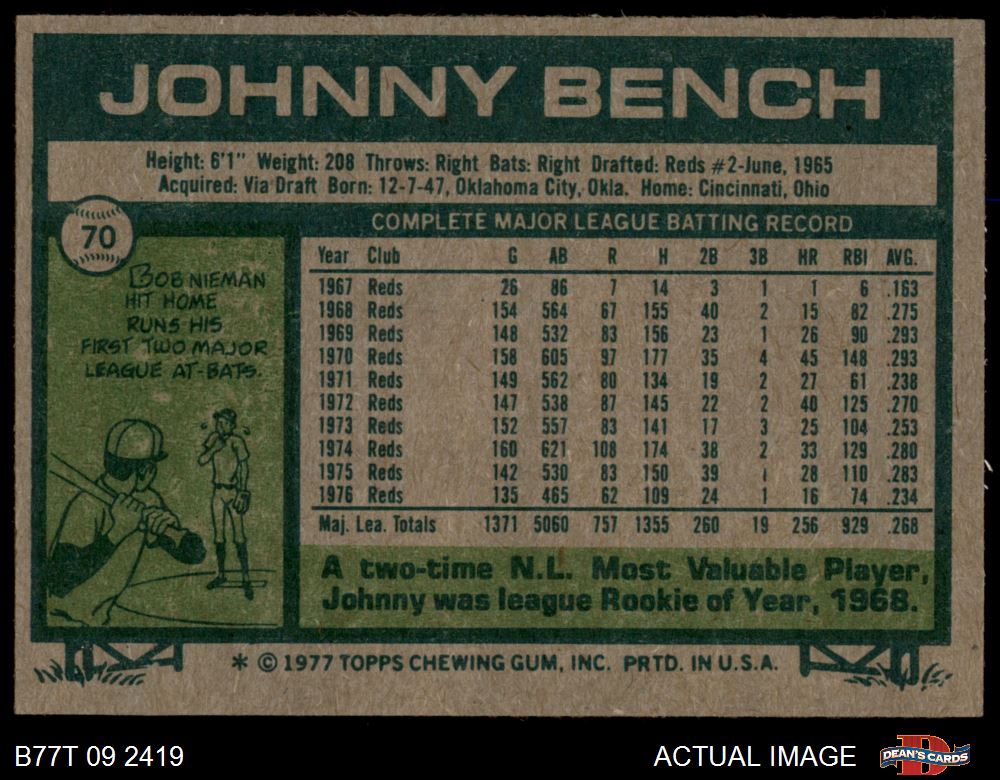 JOHNNY BENCH
Height: 6'1" Weight: 208 Throws: Right Bats: Right Drafted: Reds #2-June, 1965
Acquired: Via Draft Born: 12-7-47, Oklahoma City, Okla. Home: Cincinnati, Ohio
70
BOB NIEMAN
HIT HOME
RUNS HIS
FIRST TWO MAJOR
LEAGUE AT-BATS.
COMPLETE MAJOR LEAGUE BATTING RECORD
Year Club G AB R H 2B 3B HR RBI AVG.
1967 Reds 26 86 7 14 3 1 1 6 .163
1968 Reds 154 564 67 155 40 2 15 82 .275
1969 Reds 148 532 83 156 23 1 26 90 .293
1970 Reds 158 605 97 177 35 4 45 148 .293
1971 Reds 149 562 80 134 19 2 27 61 .238
1972 Reds 147 538 87 145 22 2 40 125 .270
1973 Reds 152 557 83 141 17 3 25 104 .253
1974 Reds 160 621 108 174 38 2 33 129 .280
1975 Reds 142 530 83 150 39 1 28 110 .283
1976 Reds 135 465 62 109 24 1 16 74 .234
Maj. Lea. Totals 1371 5060 757 1355 260 19 256 929 .268
A two-time N.L. Most Valuable Player,
Johnny was league Rookie of Year, 1968.
* © 1977 TOPPS CHEWING GUM, INC. PRTD. IN U.S.A.
B77T 09 2419
ACTUAL IMAGE
DEAN'S CARDS